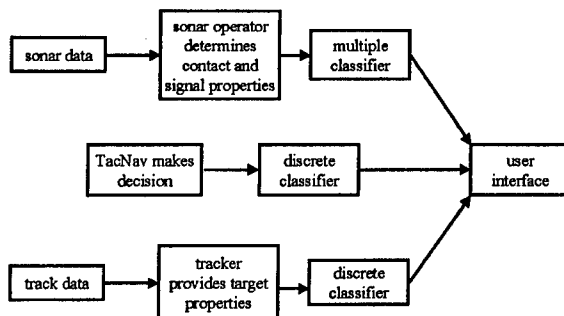 sonar data
sonar operator
determines
contact and
signal properties
multiple
classifier
TacNav makes
decision
discrete
classifier
user
interface
track data
tracker
provides target
properties
discrete
classifier